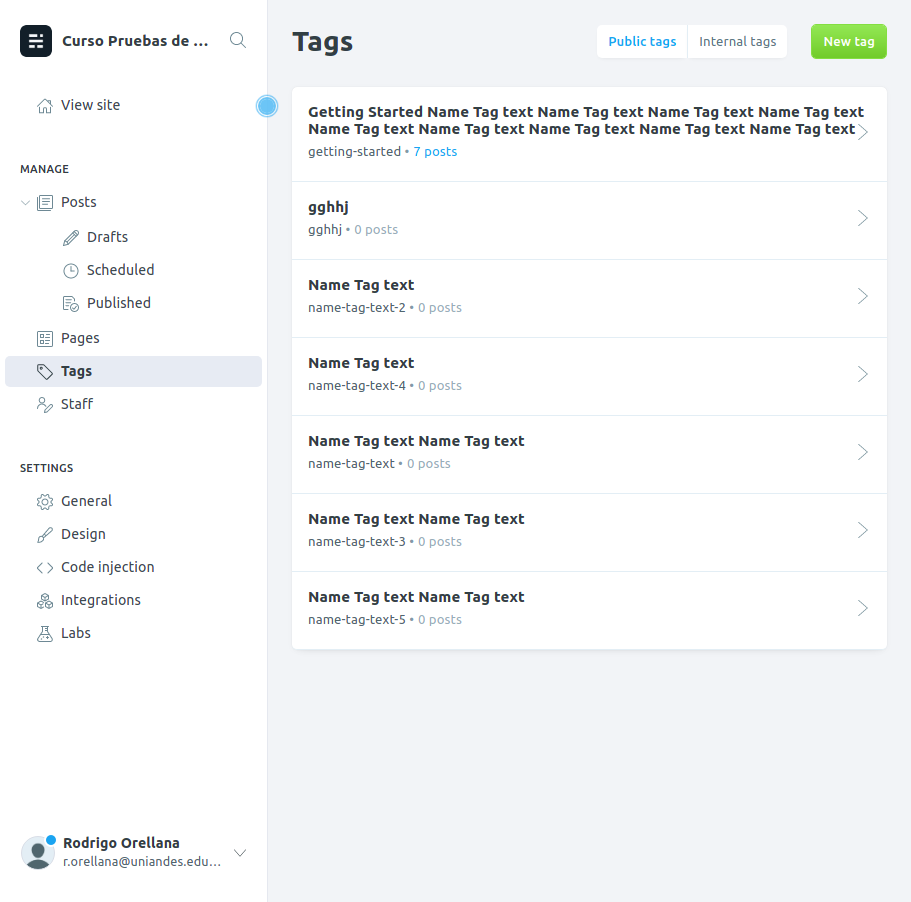 Curso Pruebas de ...
View site
MANAGE
Posts
Drafts
Scheduled
Published
Pages
Tags
Staff
SETTINGS
General
Design
Code injection
Integrations
Labs
Rodrigo Orellana
r.orellana@uniandes.edu...
Tags
Public tags
Internal tags
New tag
Getting Started Name Tag text Name Tag text Name Tag text Name Tag text
Name Tag text Name Tag text Name Tag text Name Tag text Name Tag text
getting-started • 7 posts
gghhj
gghhj • 0 posts
Name Tag text
name-tag-text-2 • 0 posts
Name Tag text
name-tag-text-4 • 0 posts
Name Tag text Name Tag text
name-tag-text • 0 posts
Name Tag text Name Tag text
name-tag-text-3 • 0 posts
Name Tag text Name Tag text
name-tag-text-5 • 0 posts